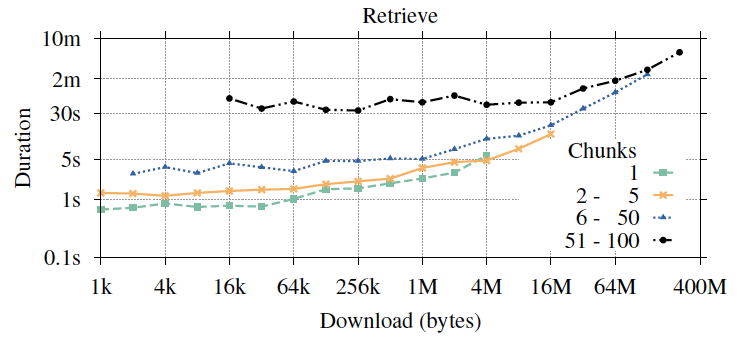 Retrieve
10m
2m
30s
5s
1s
0.1s
Duration
Chunks
1
2 - 5
6 - 50
51 - 100
1k 4k 16k 64k 256k 1M 4M 16M 64M 400M
Download (bytes)